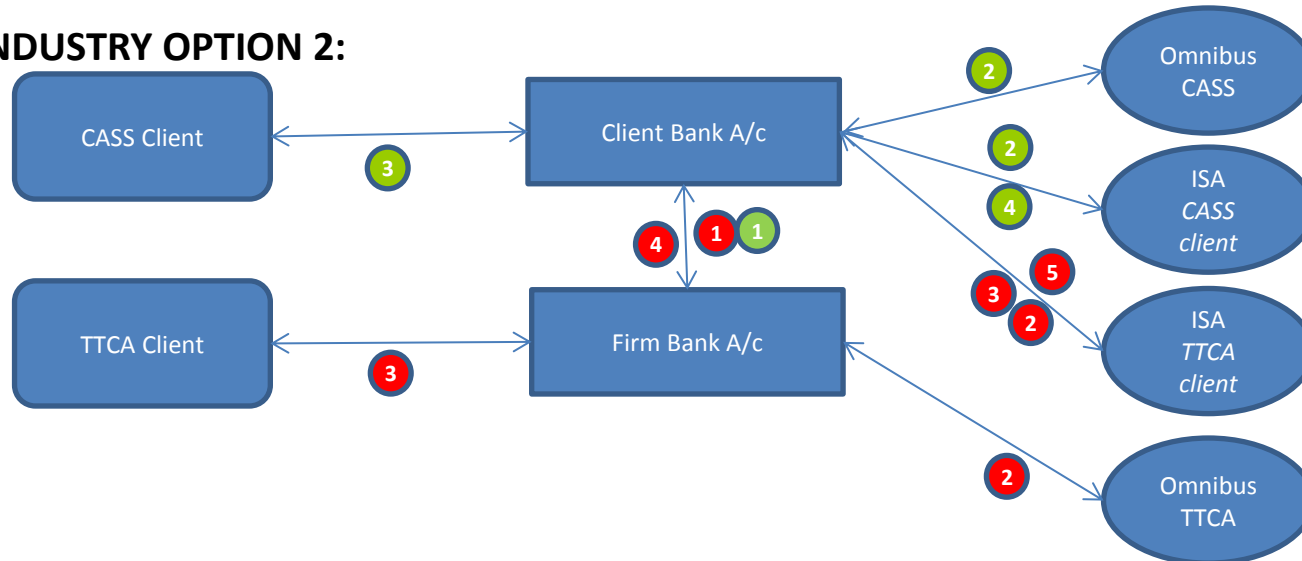 NDUSTRY OPTION 2:
CASS Client
3
Client Bank A/c
2
Omnibus
CASS
2
4
ISA
CASS
client
4
1
1
TTCA Client
3
Firm Bank A/c
3
5
2
ISA
TTCA
client
2
Omnibus
TTCA